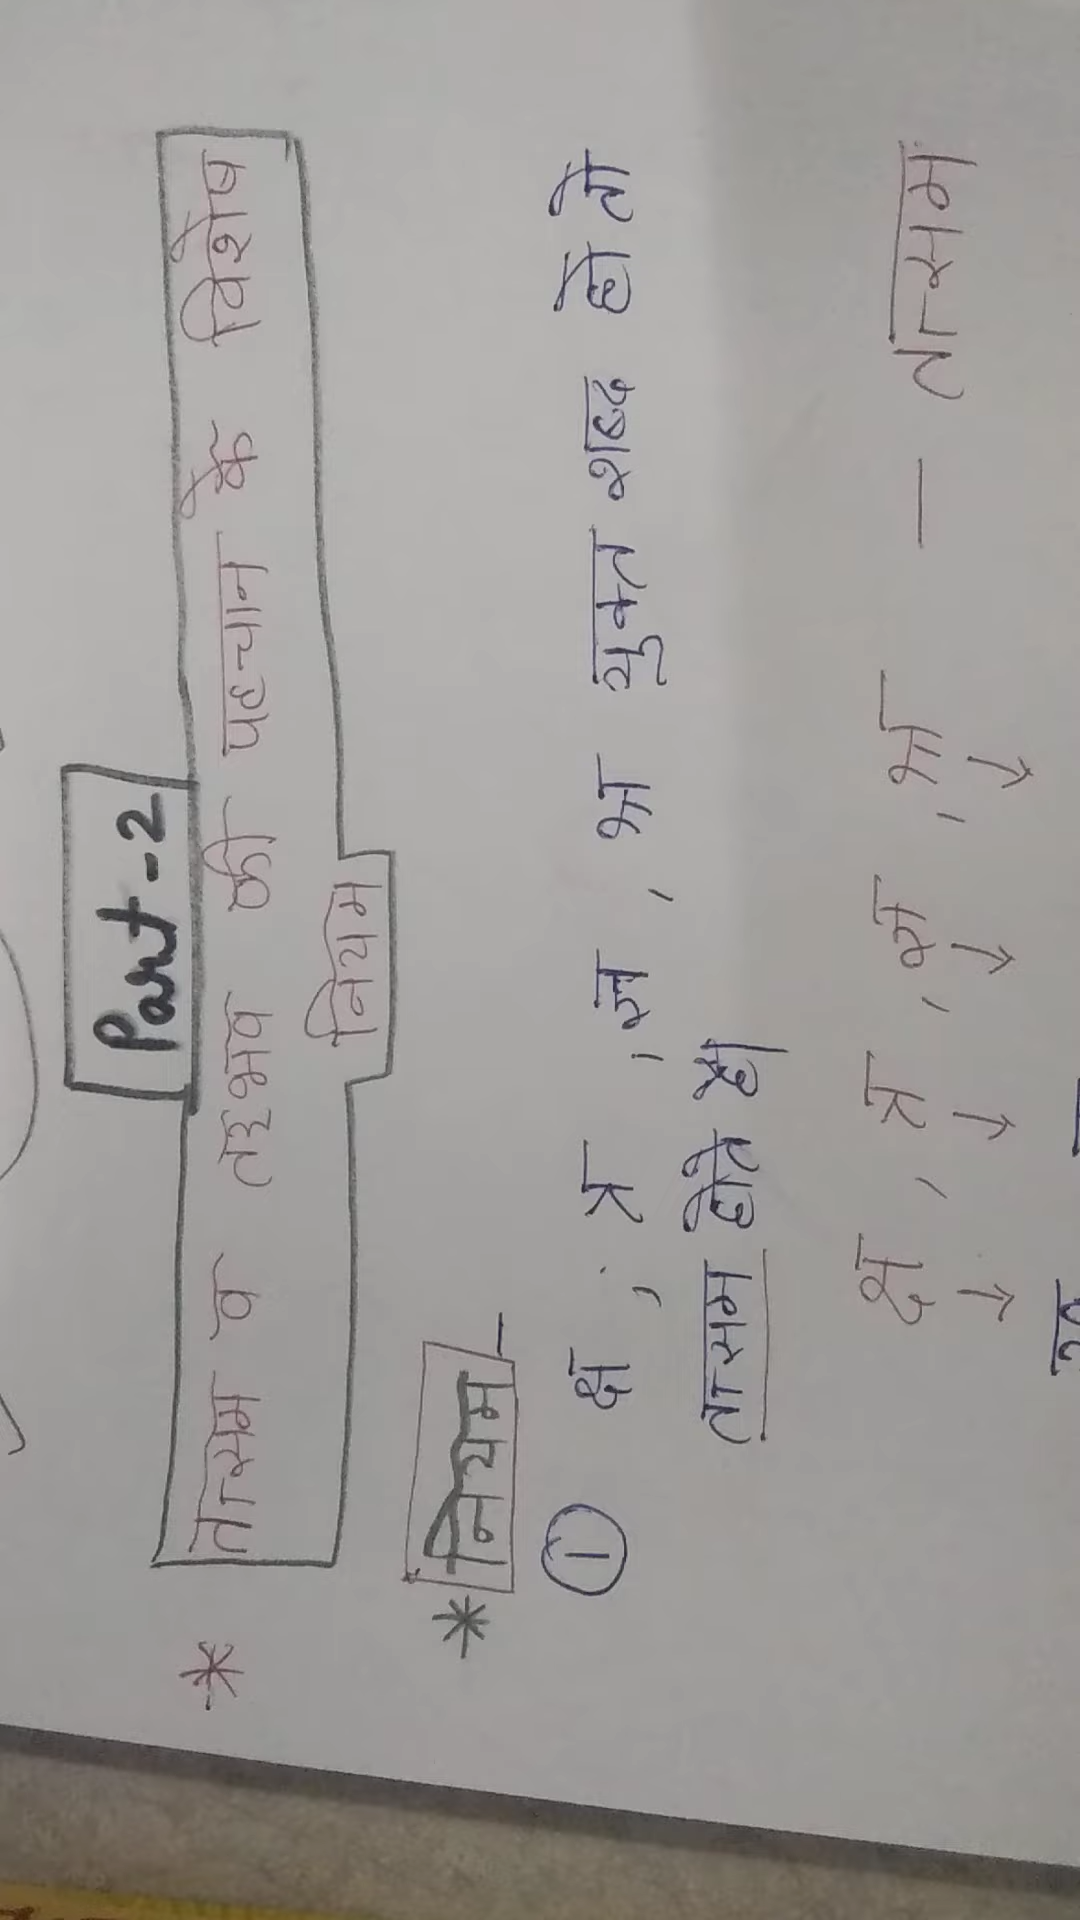 Part-2
* तत्सम व तद्भव की पहचान के विशेष
नियम
* नियम -
① क्ष, त्र, ज्ञ, श्र युक्त शब्द हो तो
तत्सम होते है।
क्ष, त्र, ज्ञ, श्र - तत्सम
↓ ↓ ↓ ↓